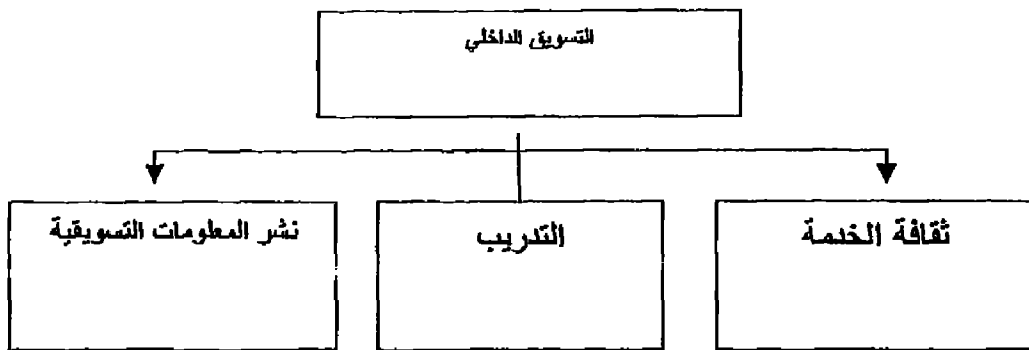 التسويق الداخلي
ثقافة الخدمة
التدريب
نشر المعلومات التسويقية